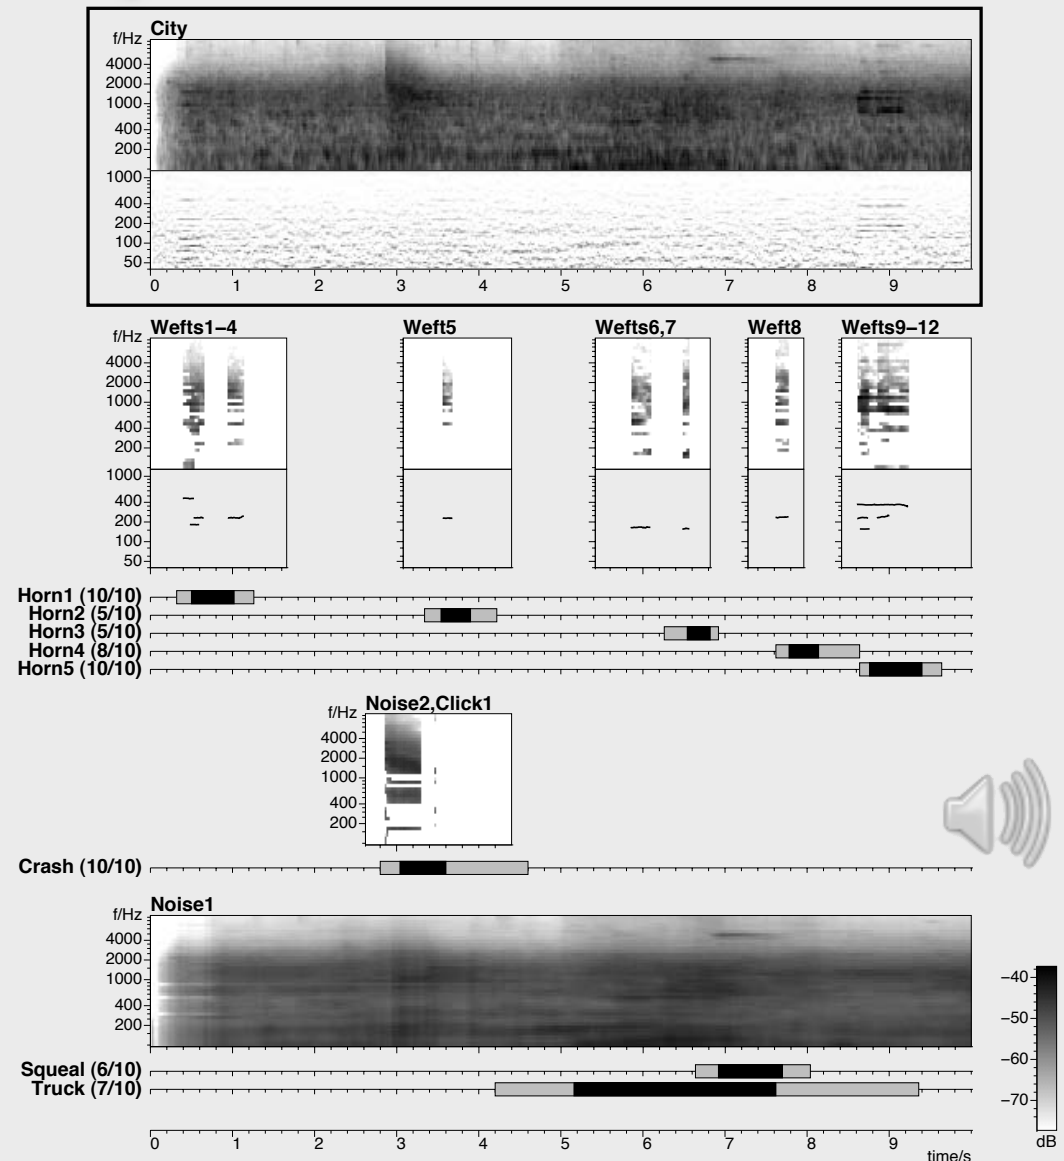 City
f/Hz
4000
2000
1000
400
200
1000
400
200
100
50
0 1 2 3 4 5 6 7 8 9
Wefts1−4 Weft5 Wefts6,7 Weft8 Wefts9−12
f/Hz
4000
2000
1000
400
200
1000
400
200
100
50
Horn1 (10/10)
Horn2 (5/10)
Horn3 (5/10)
Horn4 (8/10)
Horn5 (10/10)
Noise2,Click1
f/Hz
4000
2000
1000
400
200
Crash (10/10)
Noise1
f/Hz
4000
2000
1000
400
200
−40
−50
−60
−70
dB
Squeal (6/10)
Truck (7/10)
0 1 2 3 4 5 6 7 8 9
time/s